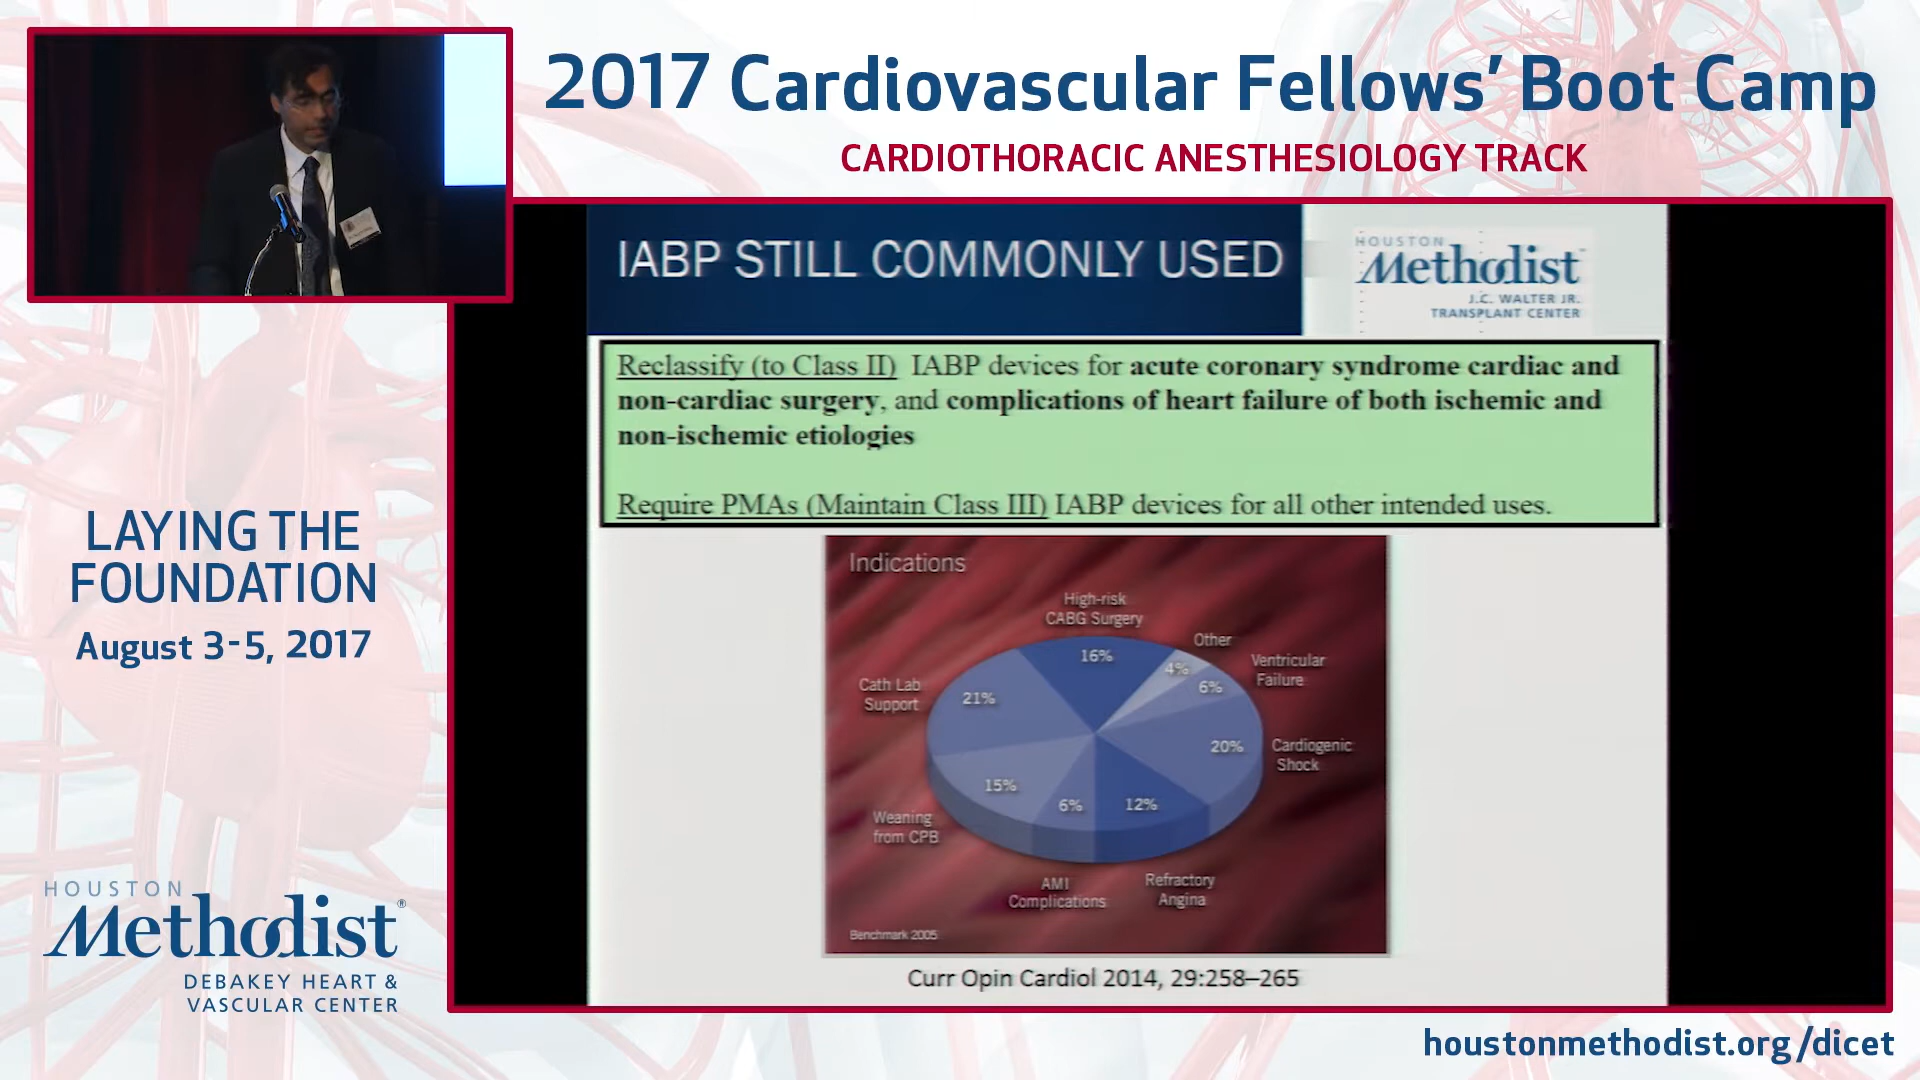 2017 Cardiovascular Fellows' Boot Camp
CARDIOTHORACIC ANESTHESIOLOGY TRACK
IABP STILL COMMONLY USED
HOUSTON
Methodist
J.C. WALTER JR.
TRANSPLANT CENTER
Reclassify (to Class II) IABP devices for acute coronary syndrome cardiac and
non-cardiac surgery, and complications of heart failure of both ischemic and
non-ischemic etiologies
Require PMAs (Maintain Class III) IABP devices for all other intended uses.
Indications
High-risk
CABG Surgery
16%
Other
4%
Ventricular
Failure
6%
Cath Lab
Support
21%
20%
Cardiogenic
Shock
15%
6%
12%
Weaning
from CPB
AMI
Complications
Refractory
Angina
Benchmark 2005
Curr Opin Cardiol 2014, 29:258–265
LAYING THE
FOUNDATION
August 3-5, 2017
HOUSTON
Methodist®
DEBAKEY HEART &
VASCULAR CENTER
houstonmethodist.org/dicet